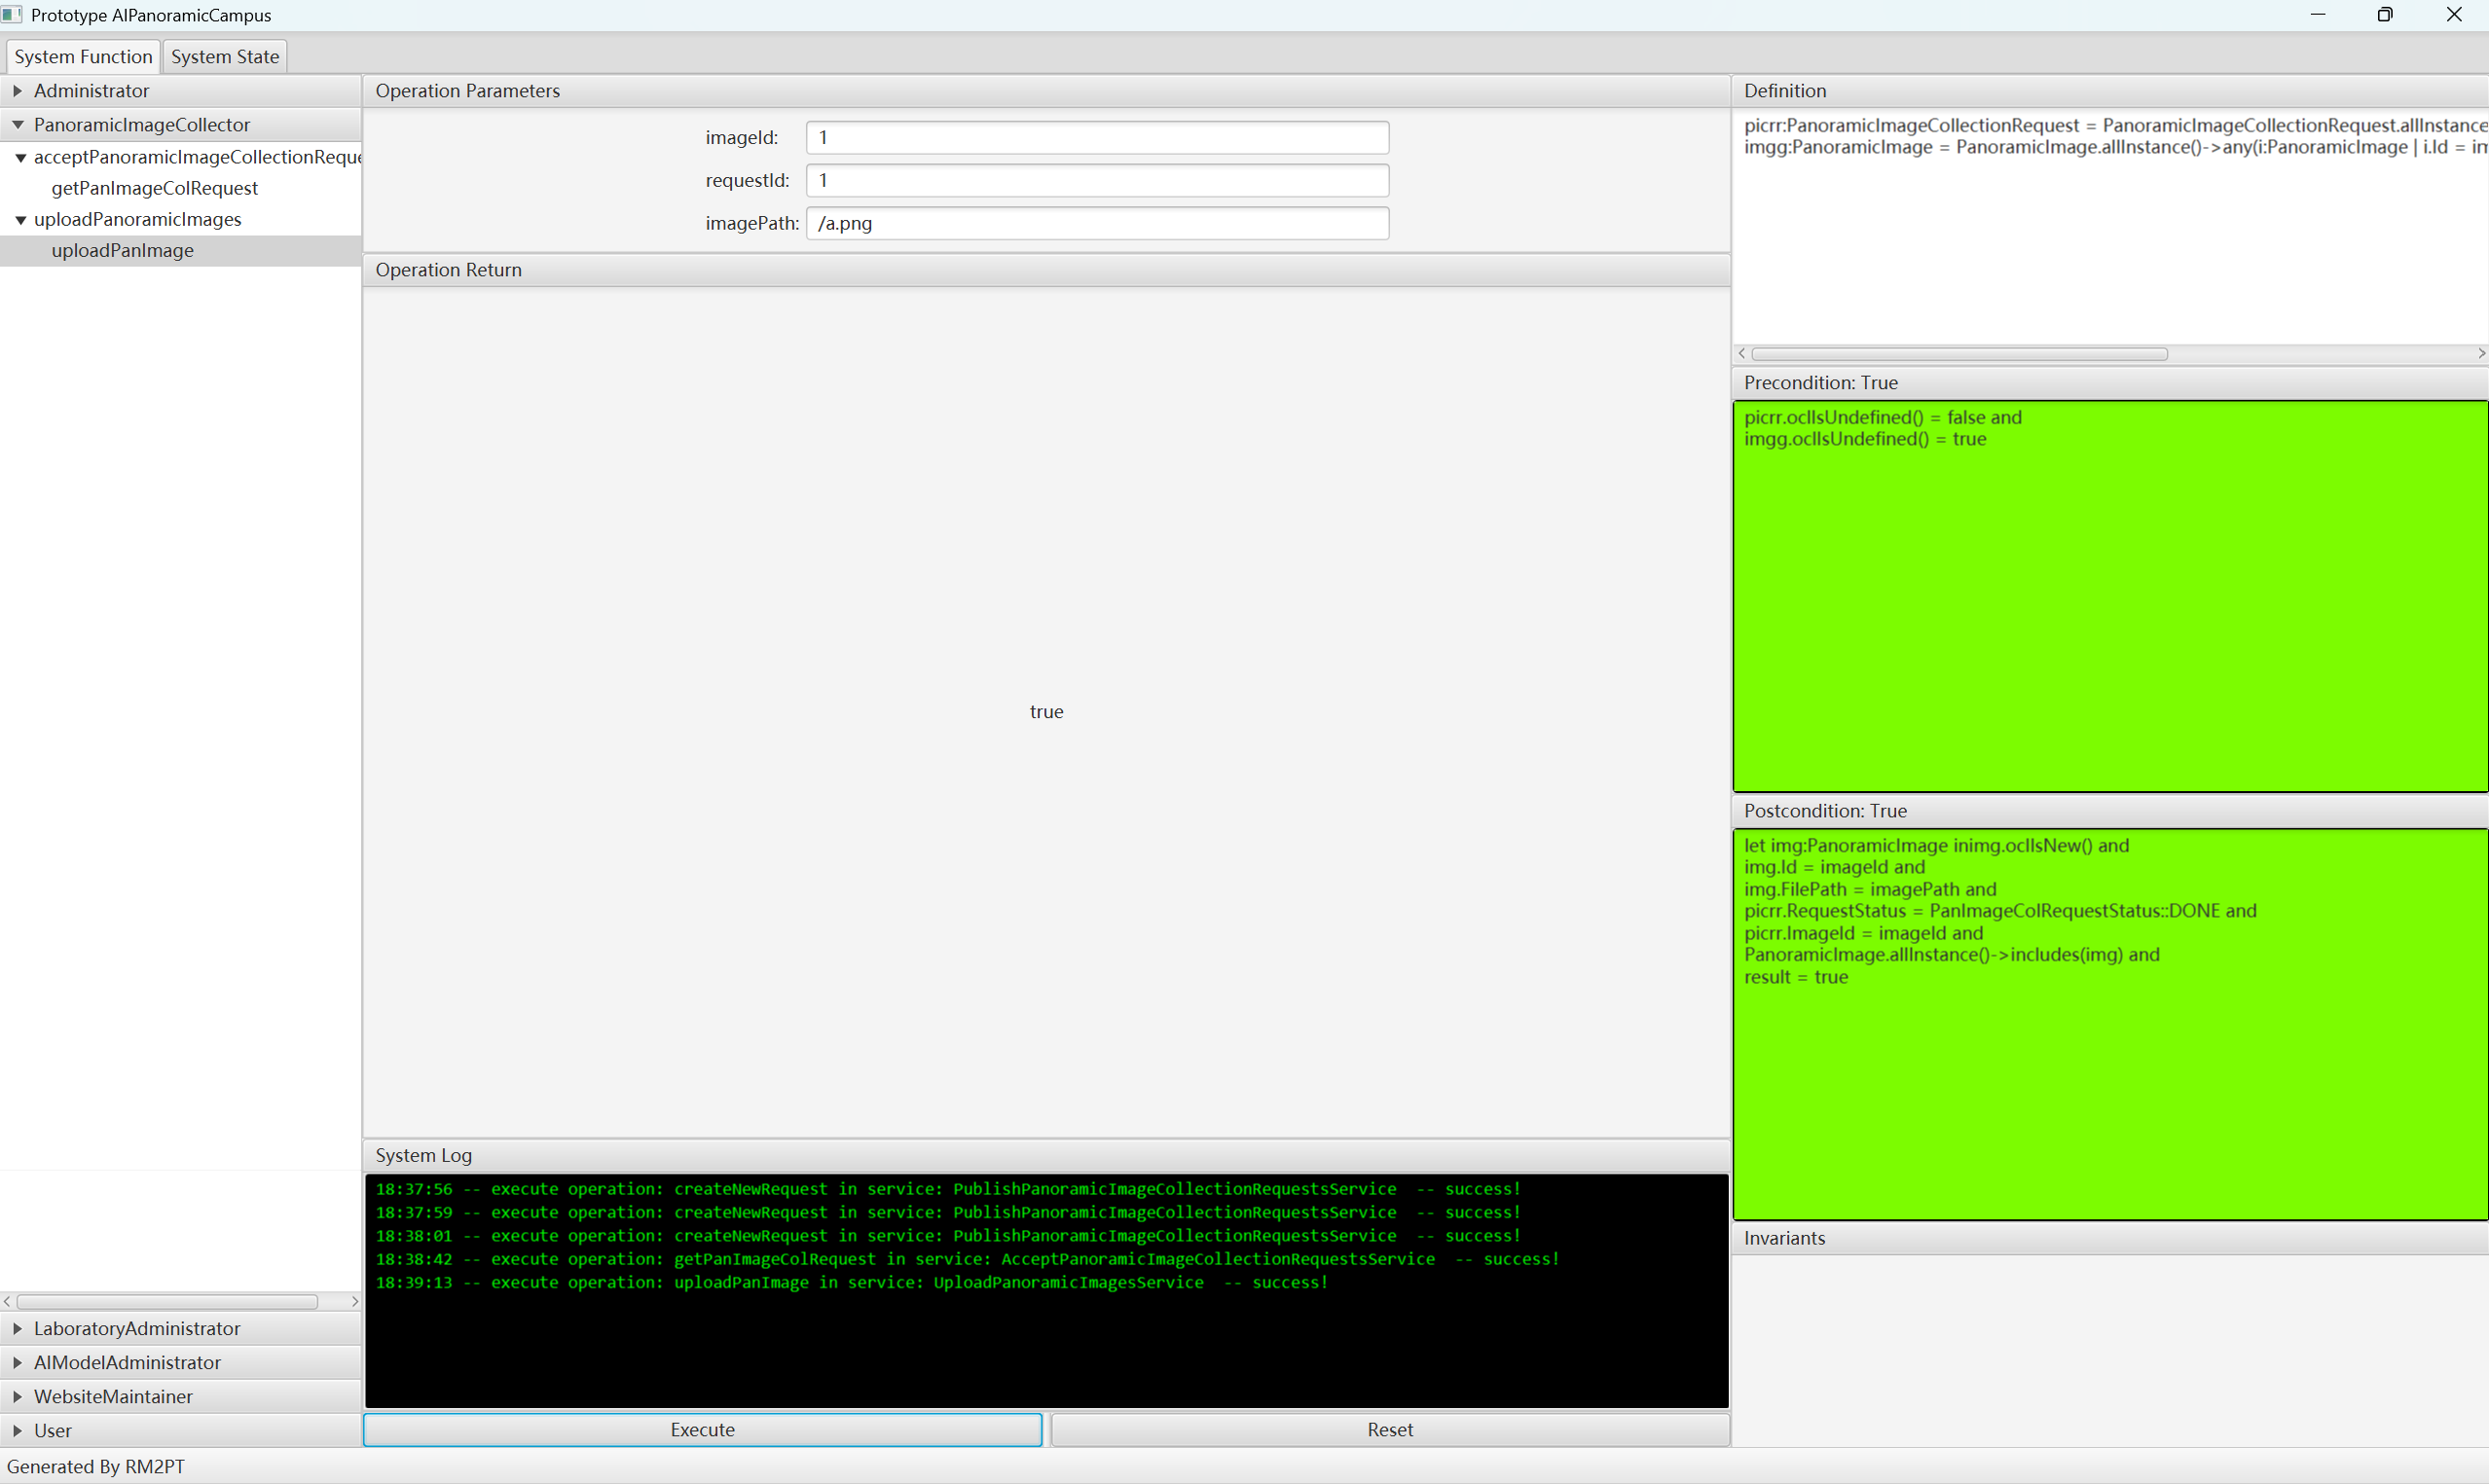 Prototype AIPanoramicCampus
System Function
System State
Administrator
PanoramicImageCollector
acceptPanoramicImageCollectionReque
getPanImageColRequest
uploadPanoramicImages
uploadPanImage
LaboratoryAdministrator
AIModelAdministrator
WebsiteMaintainer
User
Operation Parameters
imageId: 1
requestId: 1
imagePath: /a.png
Operation Return
true
System Log
18:37:56 -- execute operation: createNewRequest in service: PublishPanoramicImageCollectionRequestsService -- success!
18:37:59 -- execute operation: createNewRequest in service: PublishPanoramicImageCollectionRequestsService -- success!
18:38:01 -- execute operation: createNewRequest in service: PublishPanoramicImageCollectionRequestsService -- success!
18:38:42 -- execute operation: getPanImageColRequest in service: AcceptPanoramicImageCollectionRequestsService -- success!
18:39:13 -- execute operation: uploadPanImage in service: UploadPanoramicImagesService -- success!
Execute
Reset
Definition
picrr:PanoramicImageCollectionRequest = PanoramicImageCollectionRequest.allInstance
imgg:PanoramicImage = PanoramicImage.allInstance()->any(i:PanoramicImage | i.Id = im
Precondition: True
picrr.oclIsUndefined() = false and
imgg.oclIsUndefined() = true
Postcondition: True
let img:PanoramicImage inimg.oclIsNew() and
img.Id = imageId and
img.FilePath = imagePath and
picrr.RequestStatus = PanImageColRequestStatus::DONE and
picrr.ImageId = imageId and
PanoramicImage.allInstance()->includes(img) and
result = true
Invariants
Generated By RM2PT